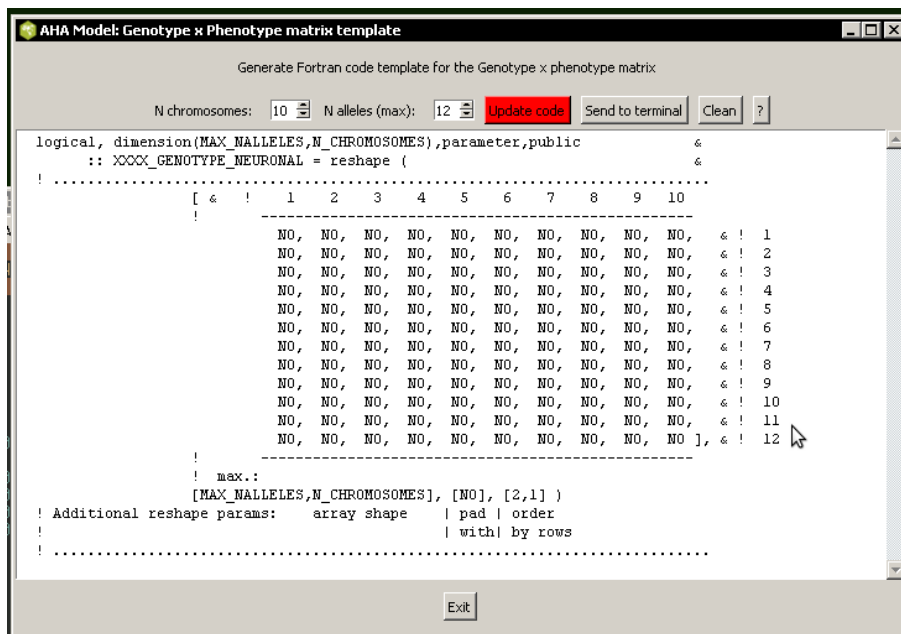 AHA Model: Genotype x Phenotype matrix template
Generate Fortran code template for the Genotype x phenotype matrix
N chromosomes: 10 N alleles (max): 12 Update code Send to terminal Clean ?
logical, dimension(MAX_NALLELES,N_CHROMOSOMES),parameter,public &
:: XXXX_GENOTYPE_NEURONAL = reshape ( &
! ......................................................................
[ & ! 1 2 3 4 5 6 7 8 9 10
! ----------------------------------------------
NO, NO, NO, NO, NO, NO, NO, NO, NO, NO, & ! 1
NO, NO, NO, NO, NO, NO, NO, NO, NO, NO, & ! 2
NO, NO, NO, NO, NO, NO, NO, NO, NO, NO, & ! 3
NO, NO, NO, NO, NO, NO, NO, NO, NO, NO, & ! 4
NO, NO, NO, NO, NO, NO, NO, NO, NO, NO, & ! 5
NO, NO, NO, NO, NO, NO, NO, NO, NO, NO, & ! 6
NO, NO, NO, NO, NO, NO, NO, NO, NO, NO, & ! 7
NO, NO, NO, NO, NO, NO, NO, NO, NO, NO, & ! 8
NO, NO, NO, NO, NO, NO, NO, NO, NO, NO, & ! 9
NO, NO, NO, NO, NO, NO, NO, NO, NO, NO, & ! 10
NO, NO, NO, NO, NO, NO, NO, NO, NO, NO, & ! 11
NO, NO, NO, NO, NO, NO, NO, NO, NO, NO ], & ! 12
! ----------------------------------------------
! max.:
[MAX_NALLELES,N_CHROMOSOMES], [NO], [2,1] )
! Additional reshape params: array shape | pad | order
! | with| by rows
! ......................................................................
Exit